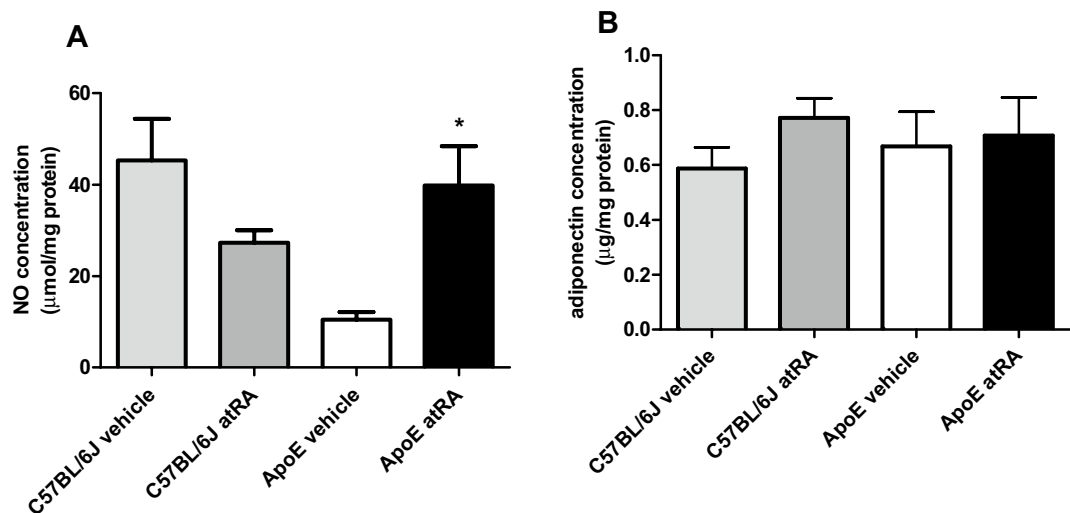 A
NO concentration
(μmol/mg protein)
60
40
20
0
*
C57BL/6J vehicle
C57BL/6J atRA
ApoE vehicle
ApoE atRA
B
adiponectin concentration
(μg/mg protein)
1.0
0.8
0.6
0.4
0.2
0.0
C57BL/6J vehicle
C57BL/6J atRA
ApoE vehicle
ApoE atRA